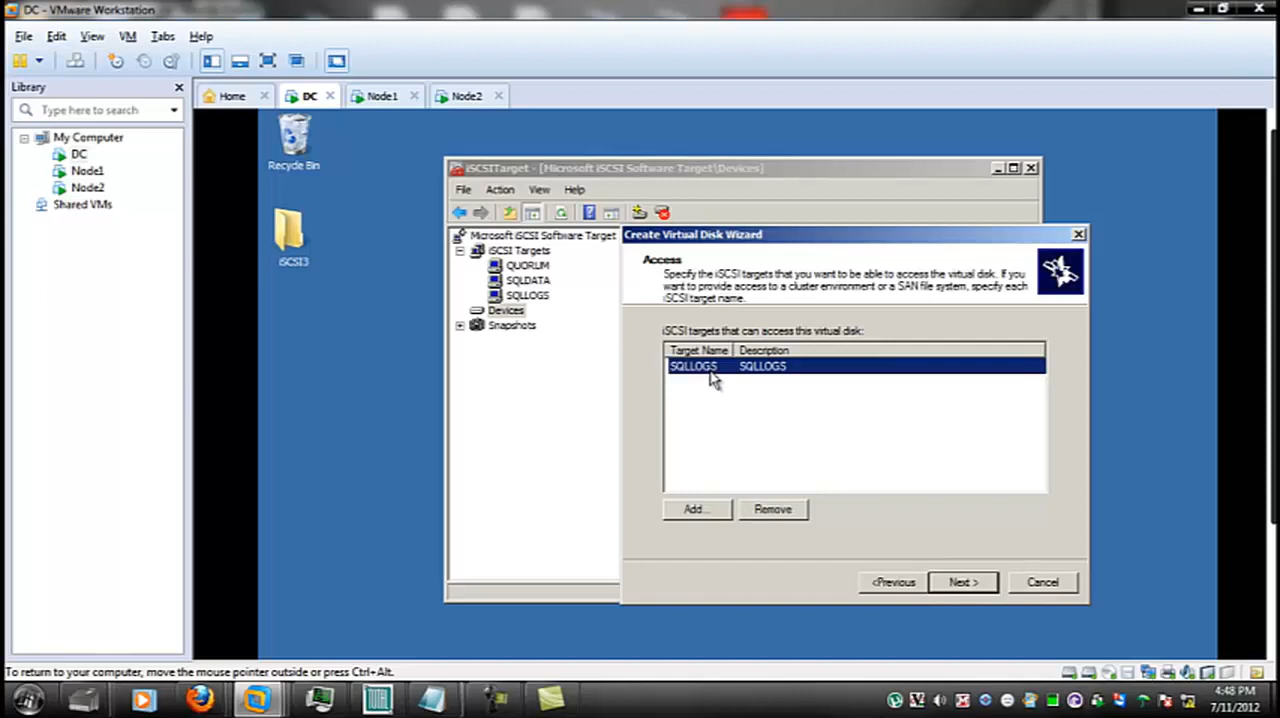 DC - VMware Workstation
File Edit View VM Tabs Help
Library
Type here to search
My Computer
DC
Node1
Node2
Shared VMs
Home DC Node1 Node2
Recycle Bin
iSCSI3
iSCSITarget - [Microsoft iSCSI Software Target\Devices]
File Action View Help
Microsoft iSCSI Software Target
iSCSI Targets
QUORUM
SQLDATA
SQLLOGS
Devices
Snapshots
Create Virtual Disk Wizard
Access
Specify the iSCSI targets that you want to be able to access the virtual disk. If you
want to provide access to a cluster environment or a SAN file system, specify each
iSCSI target name.
iSCSI targets that can access this virtual disk:
Target Name Description
SQLLOGS SQLLOGS
Add... Remove
<Previous Next > Cancel
To return to your computer, move the mouse pointer outside or press Ctrl+Alt.
4:48 PM
7/11/2012